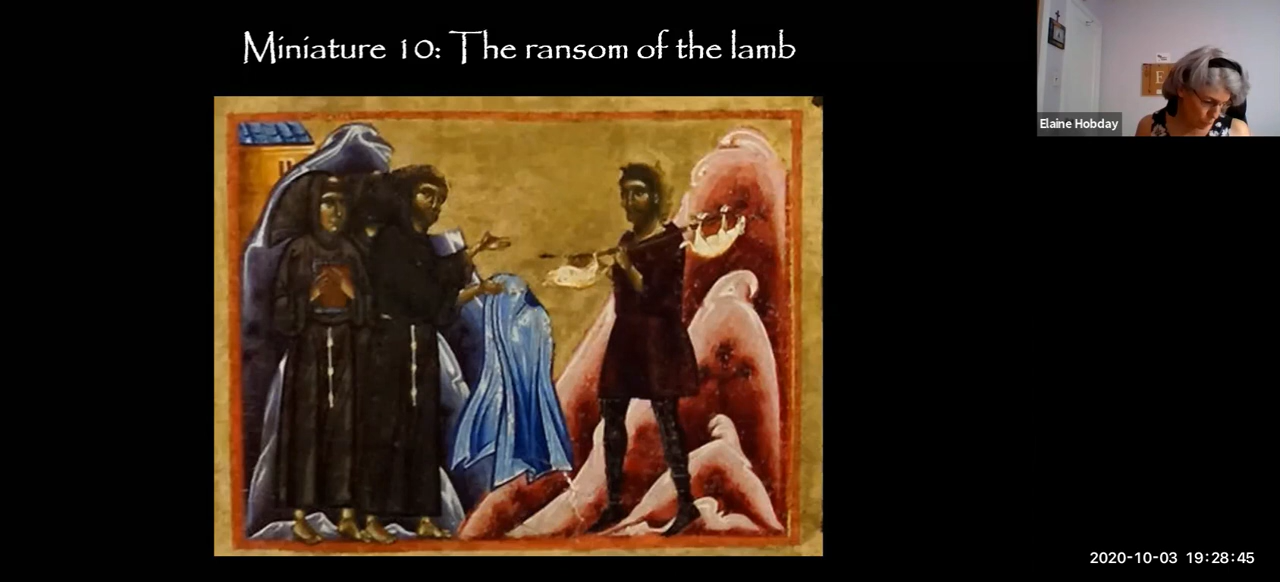 Miniature 10: The ransom of the lamb
Elaine Hobday
2020-10-03 19:28:45